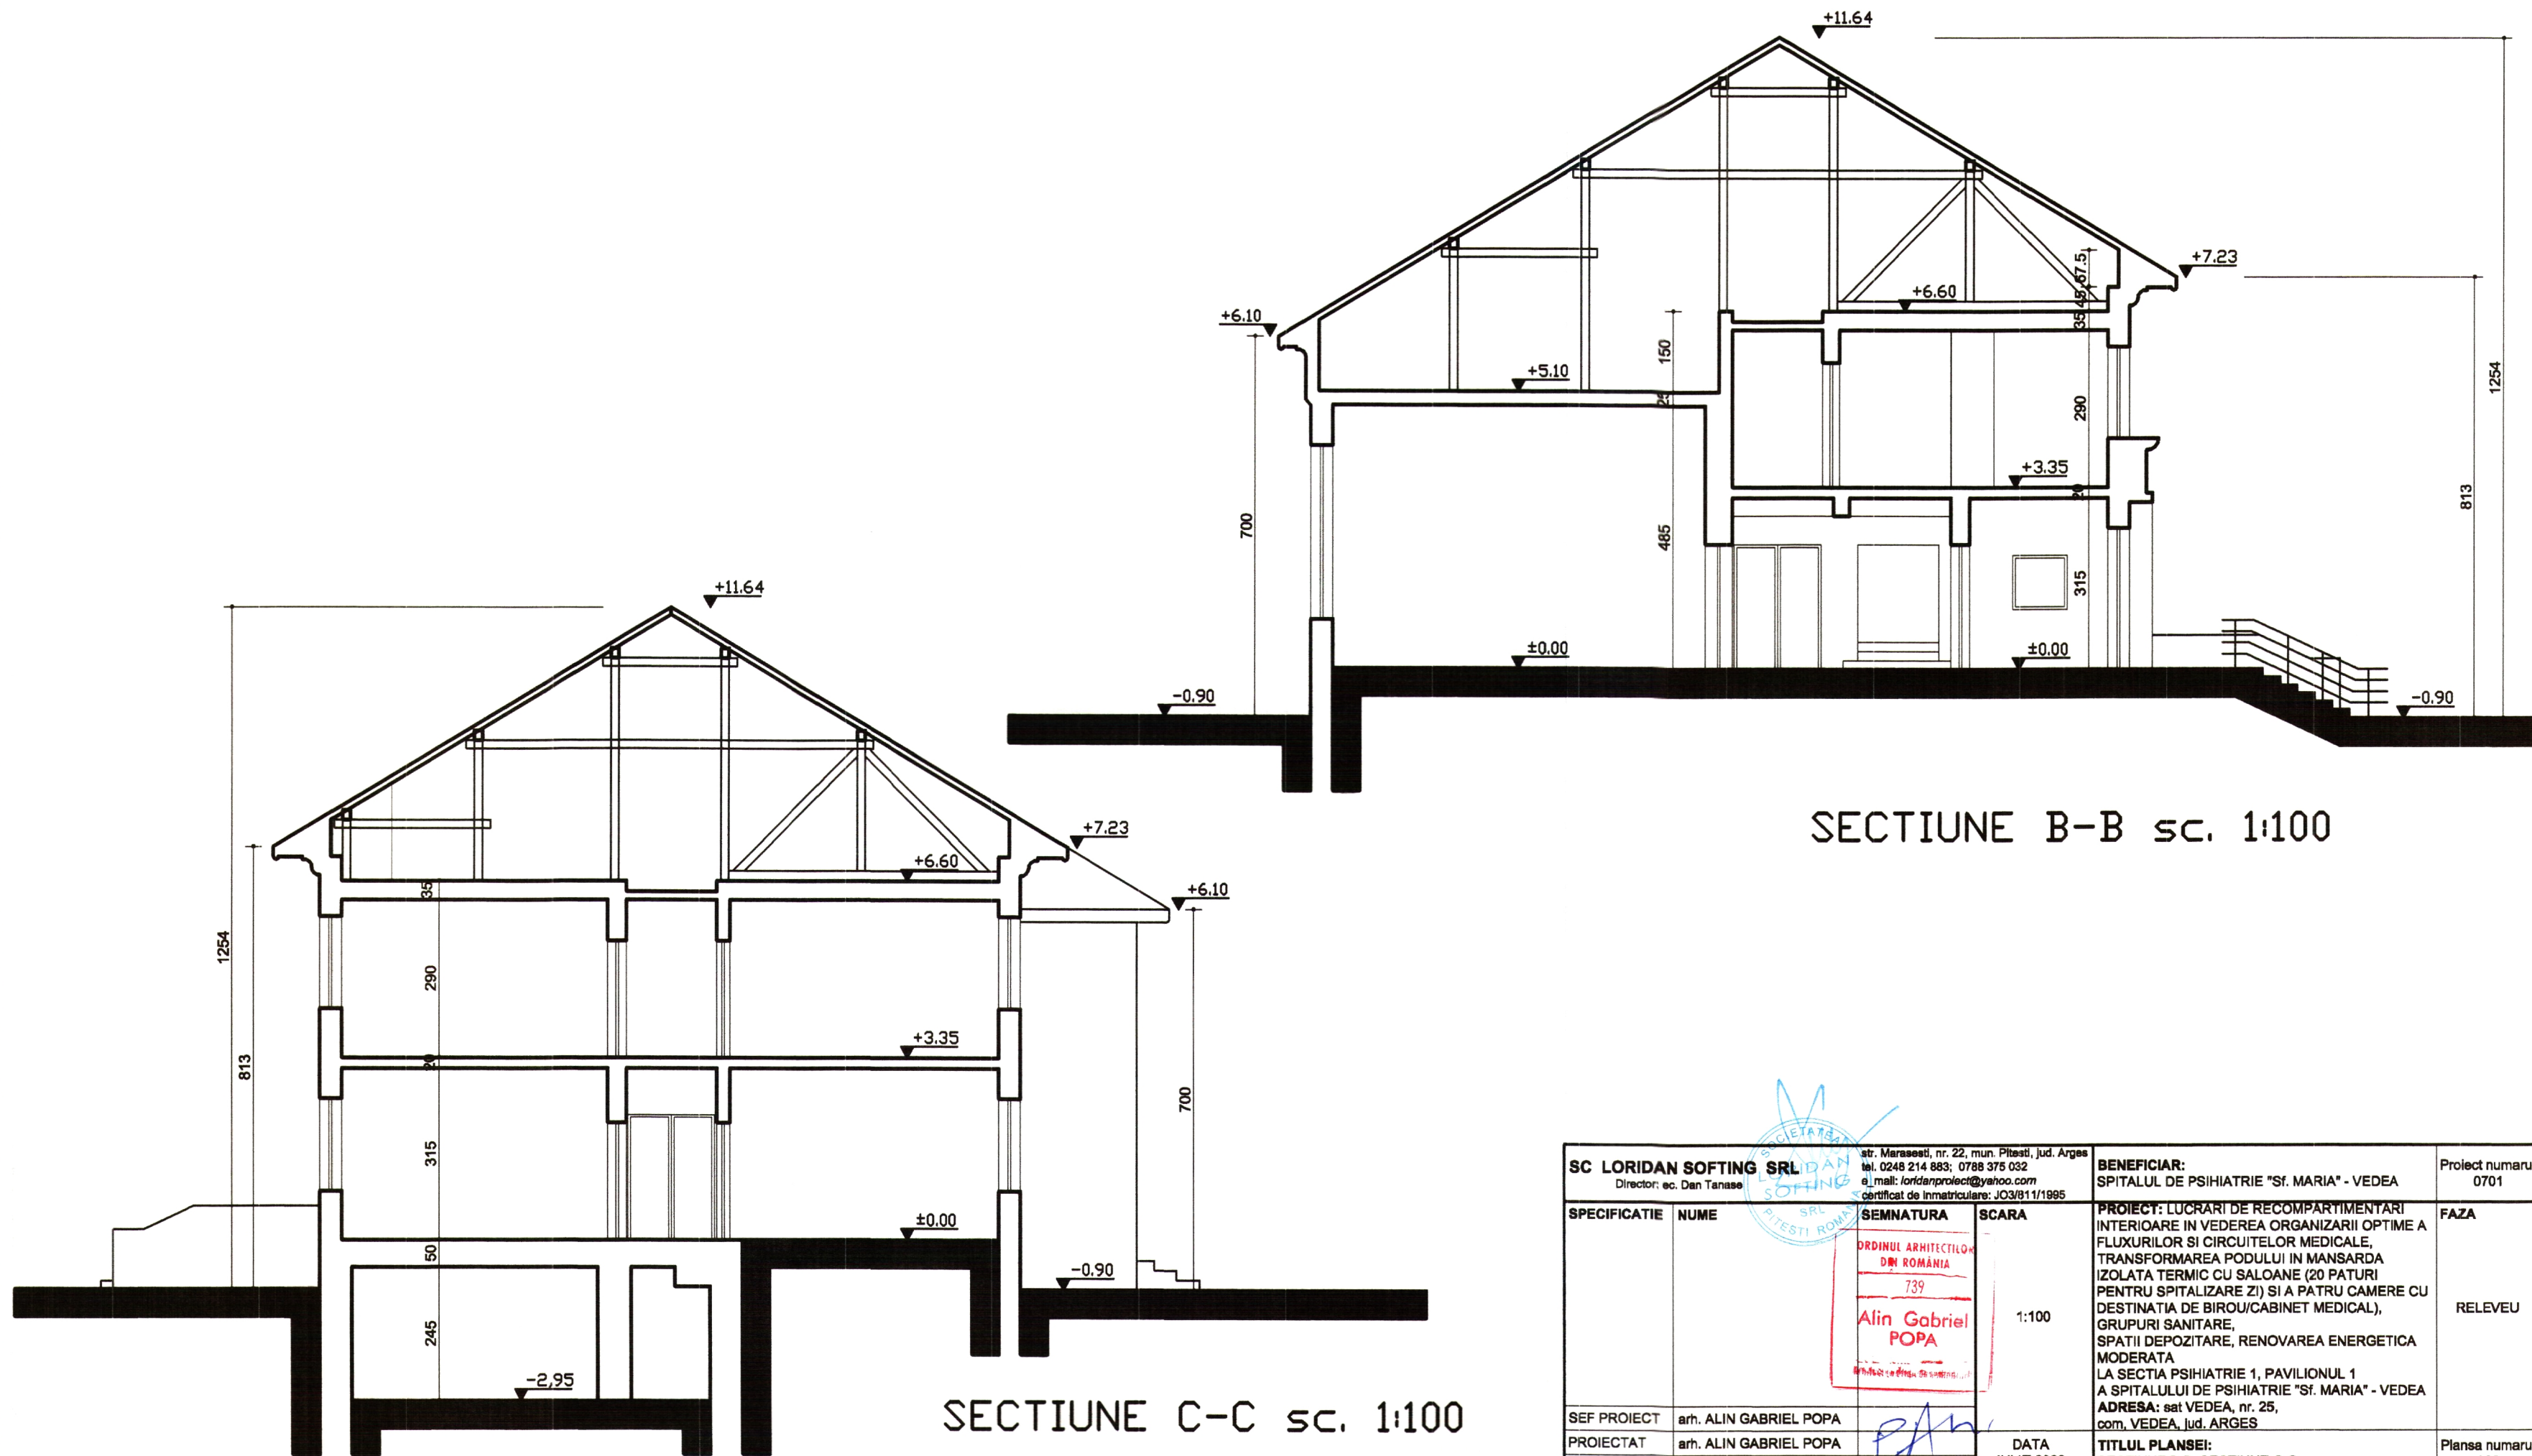 +11.64
+7.23
+6.60
+6.10
+5.10
+3.35
±0.00
±0.00
-0.90
-0.90
67.5
45
35
150
25
290
20
485
315
700
813
1254
SECTIUNE B-B sc. 1:100
+11.64
+7.23
+6.60
+6.10
+3.35
±0.00
-0.90
-2,95
35
290
20
315
50
245
1254
813
700
SECTIUNE C-C sc. 1:100
SC LORIDAN SOFTING SRL
Director: ec. Dan Tanase
str. Marasesti, nr. 22, mun. Pitesti, jud. Arges
tel. 0248 214 883; 0788 375 032
e_mail: loridanproiect@yahoo.com
certificat de inmatriculare: JO3/811/1995
SOCIETATEA
LORIDAN
SOFTING
SRL
PITESTI ROMANIA
BENEFICIAR:
SPITALUL DE PSIHIATRIE "Sf. MARIA" - VEDEA
Proiect numaru
0701
SPECIFICATIE NUME SEMNATURA SCARA
ORDINUL ARHITECTILOR
DIN ROMÂNIA
739
Alin Gabriel
POPA
1:100
PROIECT: LUCRARI DE RECOMPARTIMENTARI
INTERIOARE IN VEDEREA ORGANIZARII OPTIME A
FLUXURILOR SI CIRCUITELOR MEDICALE,
TRANSFORMAREA PODULUI IN MANSARDA
IZOLATA TERMIC CU SALOANE (20 PATURI
PENTRU SPITALIZARE ZI) SI A PATRU CAMERE CU
DESTINATIA DE BIROU/CABINET MEDICAL),
GRUPURI SANITARE,
SPATII DEPOZITARE, RENOVAREA ENERGETICA
MODERATA
LA SECTIA PSIHIATRIE 1, PAVILIONUL 1
A SPITALULUI DE PSIHIATRIE "Sf. MARIA" - VEDEA
ADRESA: sat VEDEA, nr. 25,
com, VEDEA, jud. ARGES
FAZA
RELEVEU
SEF PROIECT arh. ALIN GABRIEL POPA
PROIECTAT arh. ALIN GABRIEL POPA
DATA
TITLUL PLANSEI:
Plansa numaru